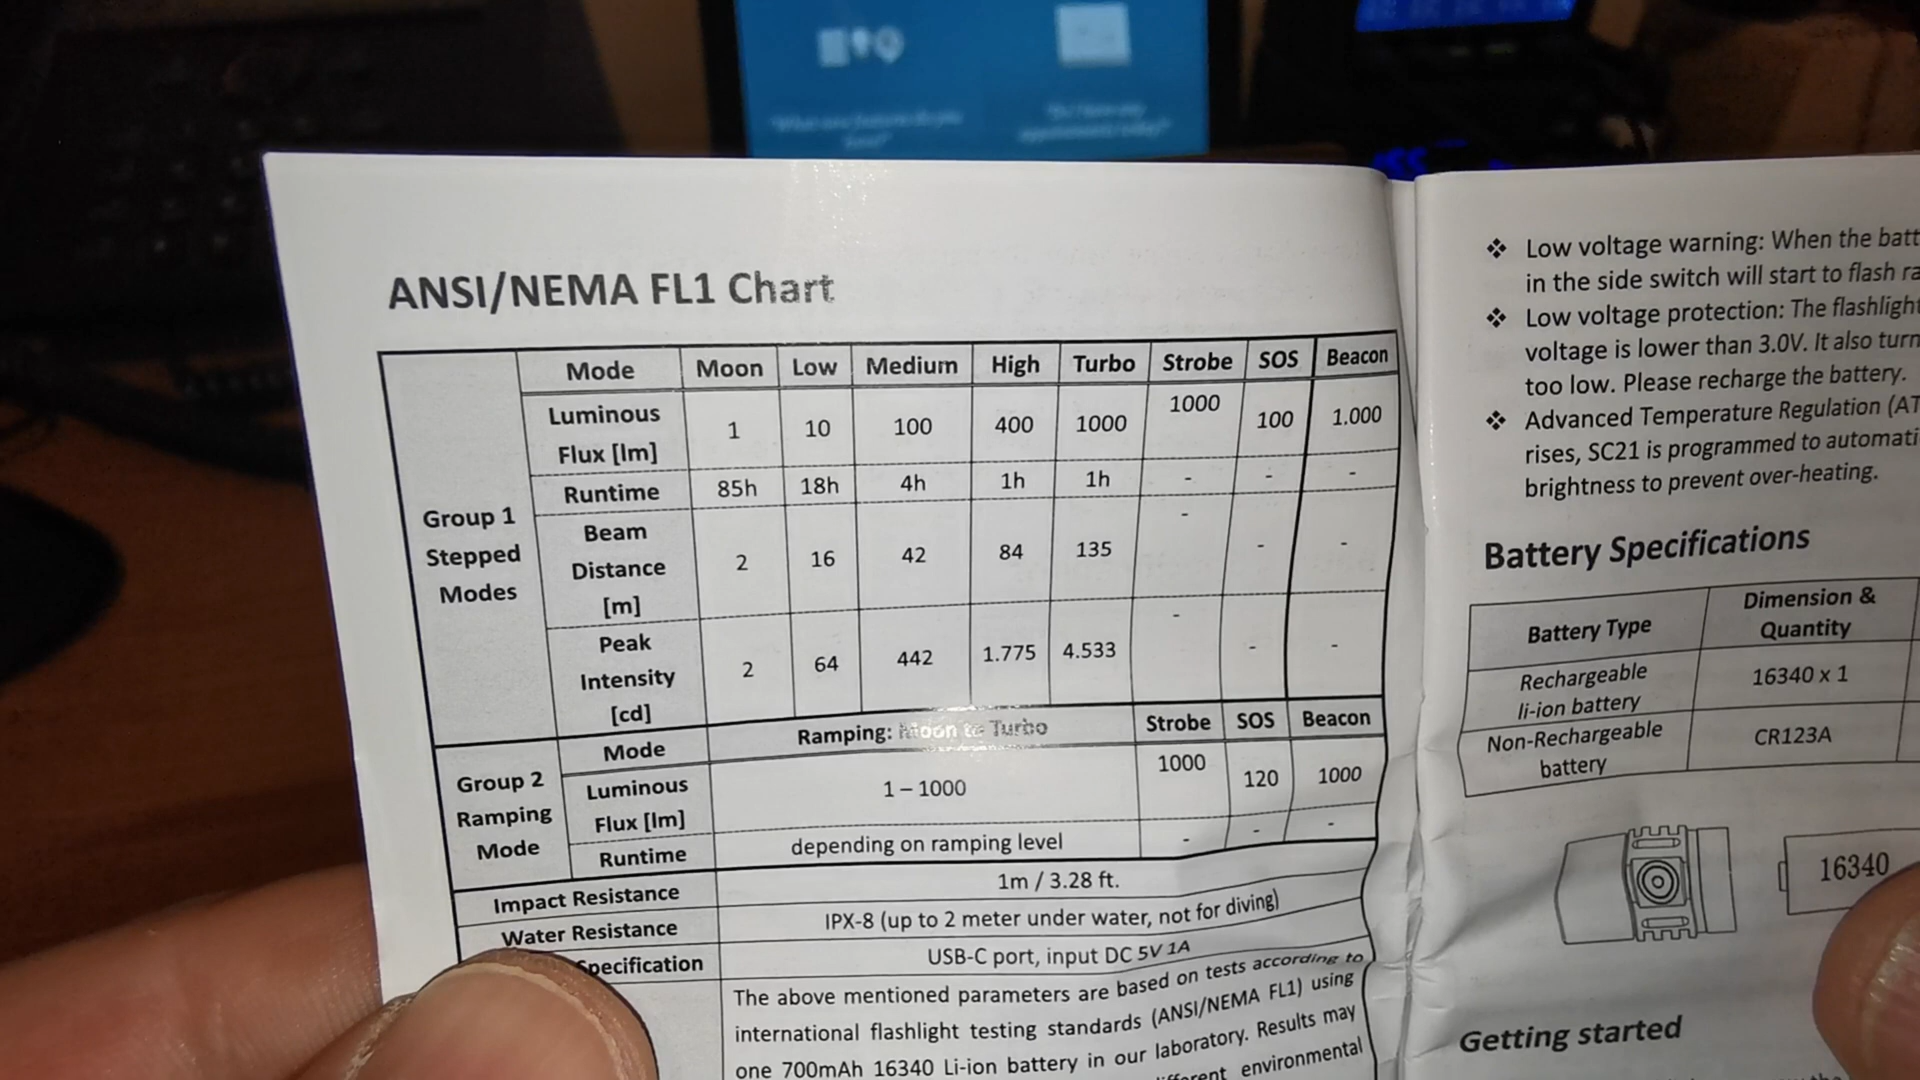 ANSI/NEMA FL1 Chart
Group 1
Stepped
Modes
Mode Moon Low Medium High Turbo Strobe SOS Beacon
Luminous
Flux [lm] 1 10 100 400 1000 1000 100 1.000
Runtime 85h 18h 4h 1h 1h - - -
Beam
Distance
[m] 2 16 42 84 135 - - -
Peak
Intensity
[cd] 2 64 442 1.775 4.533 - - -
Group 2
Ramping
Mode
Mode Ramping: Moon to Turbo Strobe SOS Beacon
Luminous
Flux [lm] 1 – 1000 1000 120 1000
Runtime depending on ramping level - - -
Impact Resistance 1m / 3.28 ft.
Water Resistance IPX-8 (up to 2 meter under water, not for diving)
Specification USB-C port, input DC 5V 1A
The above mentioned parameters are based on tests according to
international flashlight testing standards (ANSI/NEMA FL1) using
one 700mAh 16340 Li-ion battery in our laboratory. Results may
environmental
❖ Low voltage warning: When the batt
in the side switch will start to flash ra
❖ Low voltage protection: The flashlight
voltage is lower than 3.0V. It also turn
too low. Please recharge the battery.
❖ Advanced Temperature Regulation (AT
rises, SC21 is programmed to automati
brightness to prevent over-heating.
Battery Specifications
Battery Type Dimension &
Quantity
Rechargeable
li-ion battery 16340 x 1
Non-Rechargeable
battery CR123A
16340
Getting started